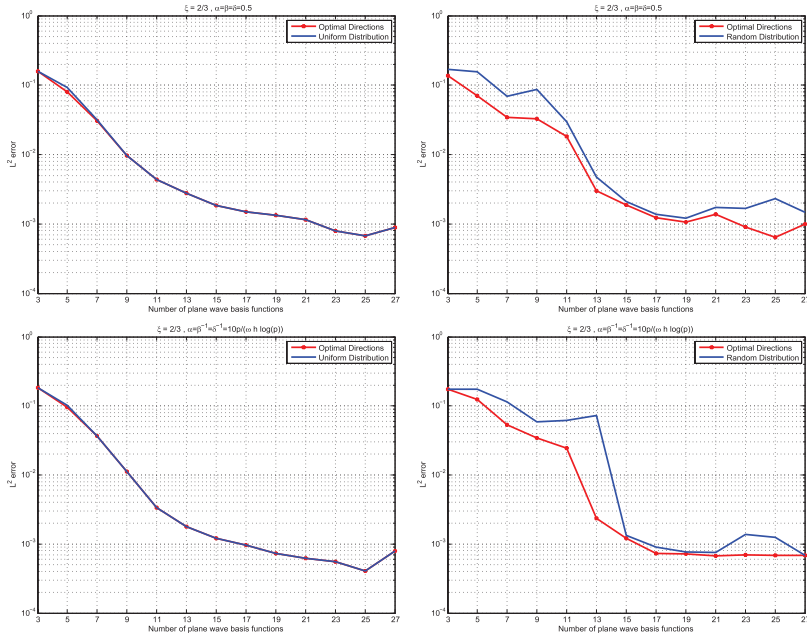 ξ = 2/3 , α=β=δ=0.5
Optimal Directions
Uniform Distribution
L² error
10⁰
10⁻¹
10⁻²
10⁻³
10⁻⁴
3 5 7 9 11 13 15 17 19 21 23 25 27
Number of plane wave basis functions
ξ = 2/3 , α=β=δ=0.5
Optimal Directions
Random Distribution
L² error
10⁰
10⁻¹
10⁻²
10⁻³
10⁻⁴
3 5 7 9 11 13 15 17 19 21 23 25 27
Number of plane wave basis functions
ξ = 2/3 , α=β⁻¹=δ⁻¹=10p/(ω h log(p))
Optimal Directions
Uniform Distribution
L² error
10⁰
10⁻¹
10⁻²
10⁻³
10⁻⁴
3 5 7 9 11 13 15 17 19 21 23 25 27
Number of plane wave basis functions
ξ = 2/3 , α=β⁻¹=δ⁻¹=10p/(ω h log(p))
Optimal Directions
Random Distribution
L² error
10⁰
10⁻¹
10⁻²
10⁻³
10⁻⁴
3 5 7 9 11 13 15 17 19 21 23 25
Number of plane wave basis functions